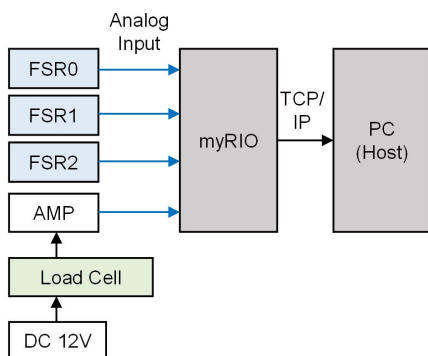 Analog
Input
FSR0
FSR1
FSR2
AMP
Load Cell
DC 12V
myRIO
TCP/
IP
PC
(Host)